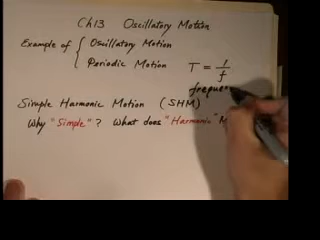 Ch13 Oscillatory Motion
Example of { Oscillatory Motion
Periodic Motion T = 1/f
Simple Harmonic Motion (SHM)
Why "Simple"? What does "Harmonic"